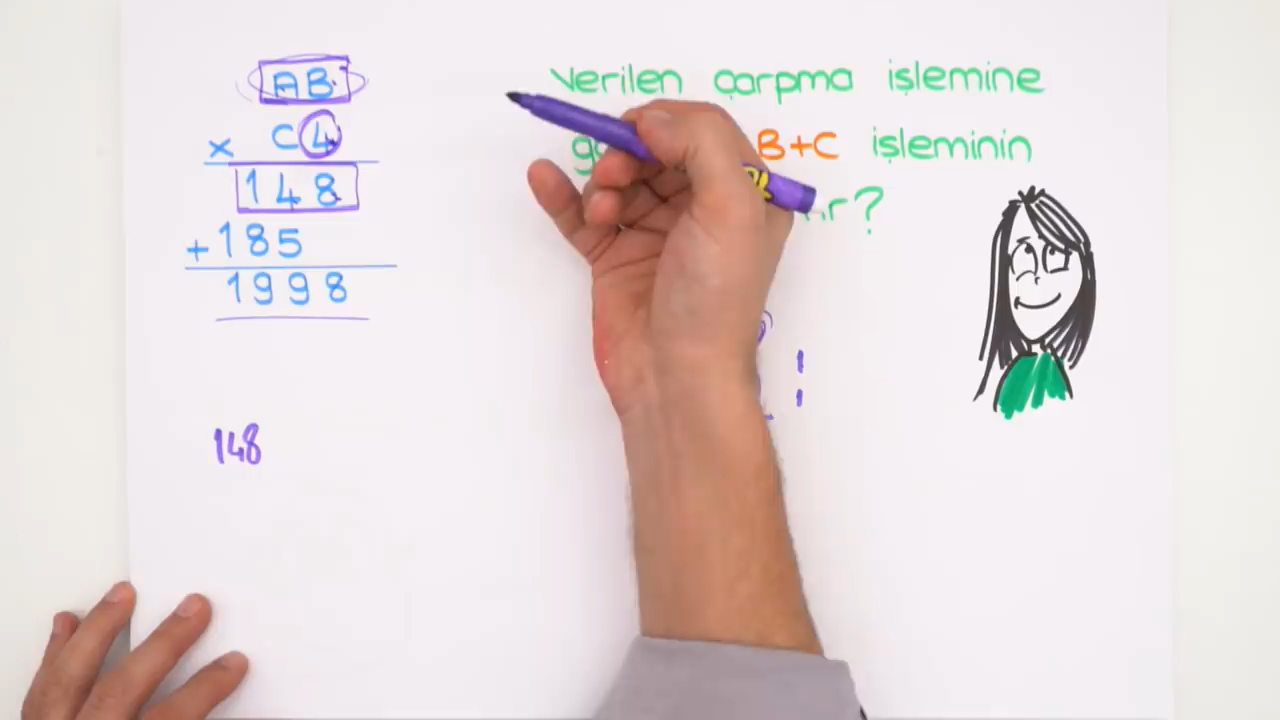 AB
x C4
148
+185
1998
148
Verilen çarpma işlemine
B+C işleminin
?